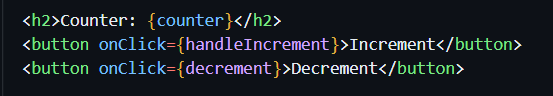 <h2>Counter: {counter}</h2>
<button onClick={handleIncrement}>Increment</button>
<button onClick={decrement}>Decrement</button>